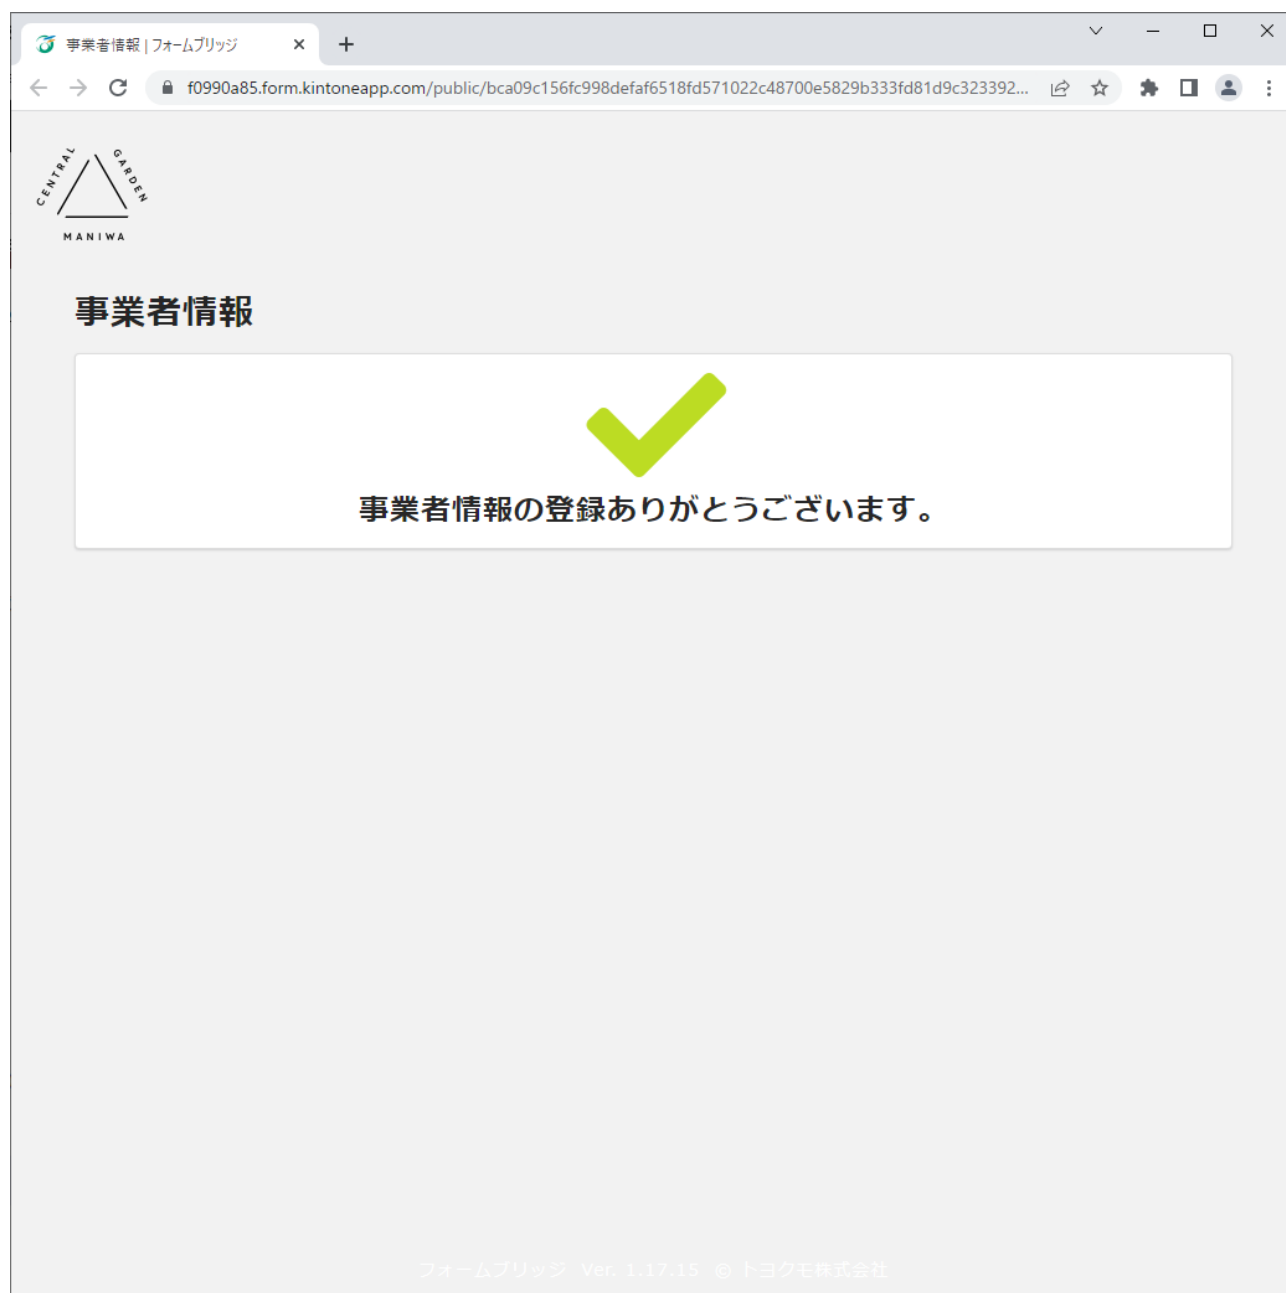 事業者情報 | フォームブリッジ
f0990a85.form.kintoneapp.com/public/bca09c156fc998defaf6518fd571022c48700e5829b333fd81d9c323392...
CENTRAL GARDEN
MANIWA
事業者情報
事業者情報の登録ありがとうございます。
フォームブリッジ Ver. 1.17.15 © トヨクモ株式会社